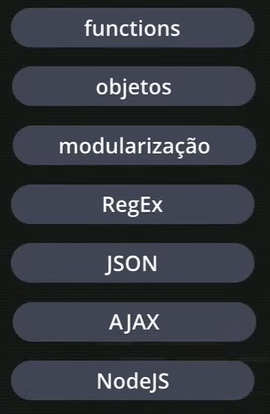 functions
objetos
modularização
RegEx
JSON
AJAX
NodeJS